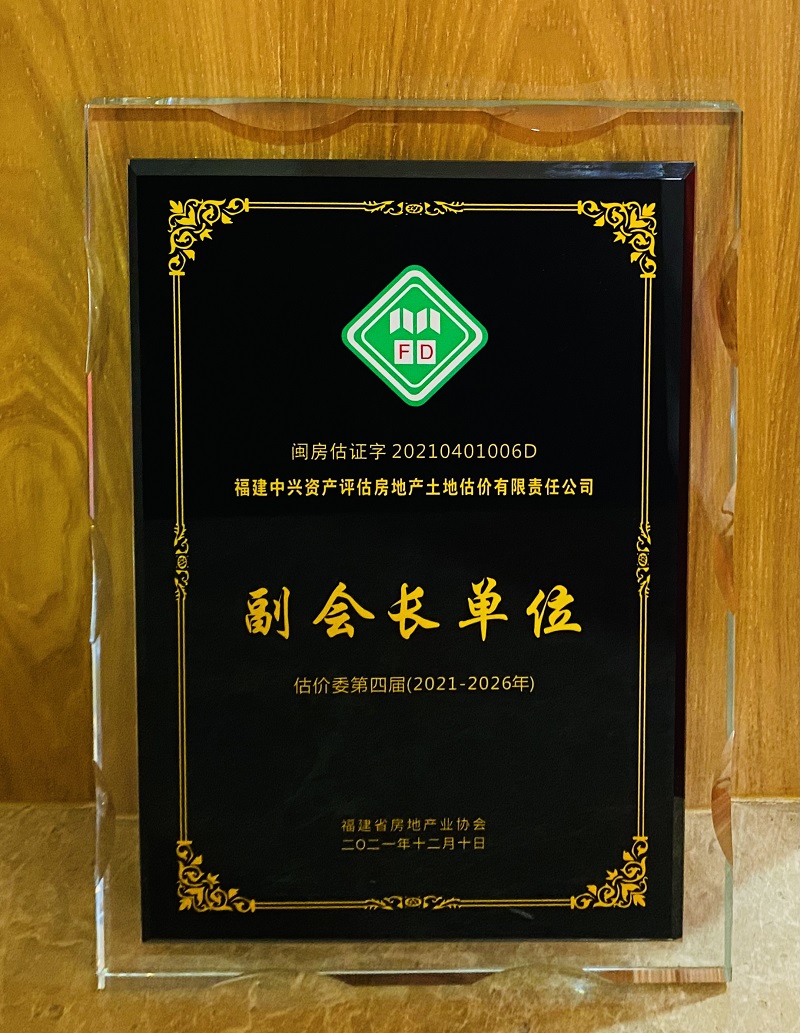 FD
闽房估证字 20210401006D
福建中兴资产评估房地产土地估价有限责任公司
副会长单位
估价委第四届(2021-2026年)
福建省房地产业协会
二〇二一年十二月十日